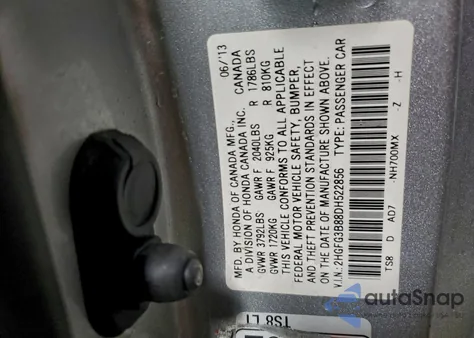 MFD. BY HONDA OF CANADA MFG., 06/13
A DIVISION OF HONDA CANADA INC. CANADA
GVWR 3792LBS GAWR F 2040LBS R 1786LBS
GVWR 1720KG GAWR F 925KG R 810KG
THIS VEHICLE CONFORMS TO ALL APPLICABLE
FEDERAL MOTOR VEHICLE SAFETY, BUMPER,
AND THEFT PREVENTION STANDARDS IN EFFECT
ON THE DATE OF MANUFACTURE SHOWN ABOVE.
V.I.N.: 2HGFG3B88DH522856 TYPE: PASSENGER CAR
TS8 D AD7 -NH700MX -Z -H
TS8 L1
autoSnap